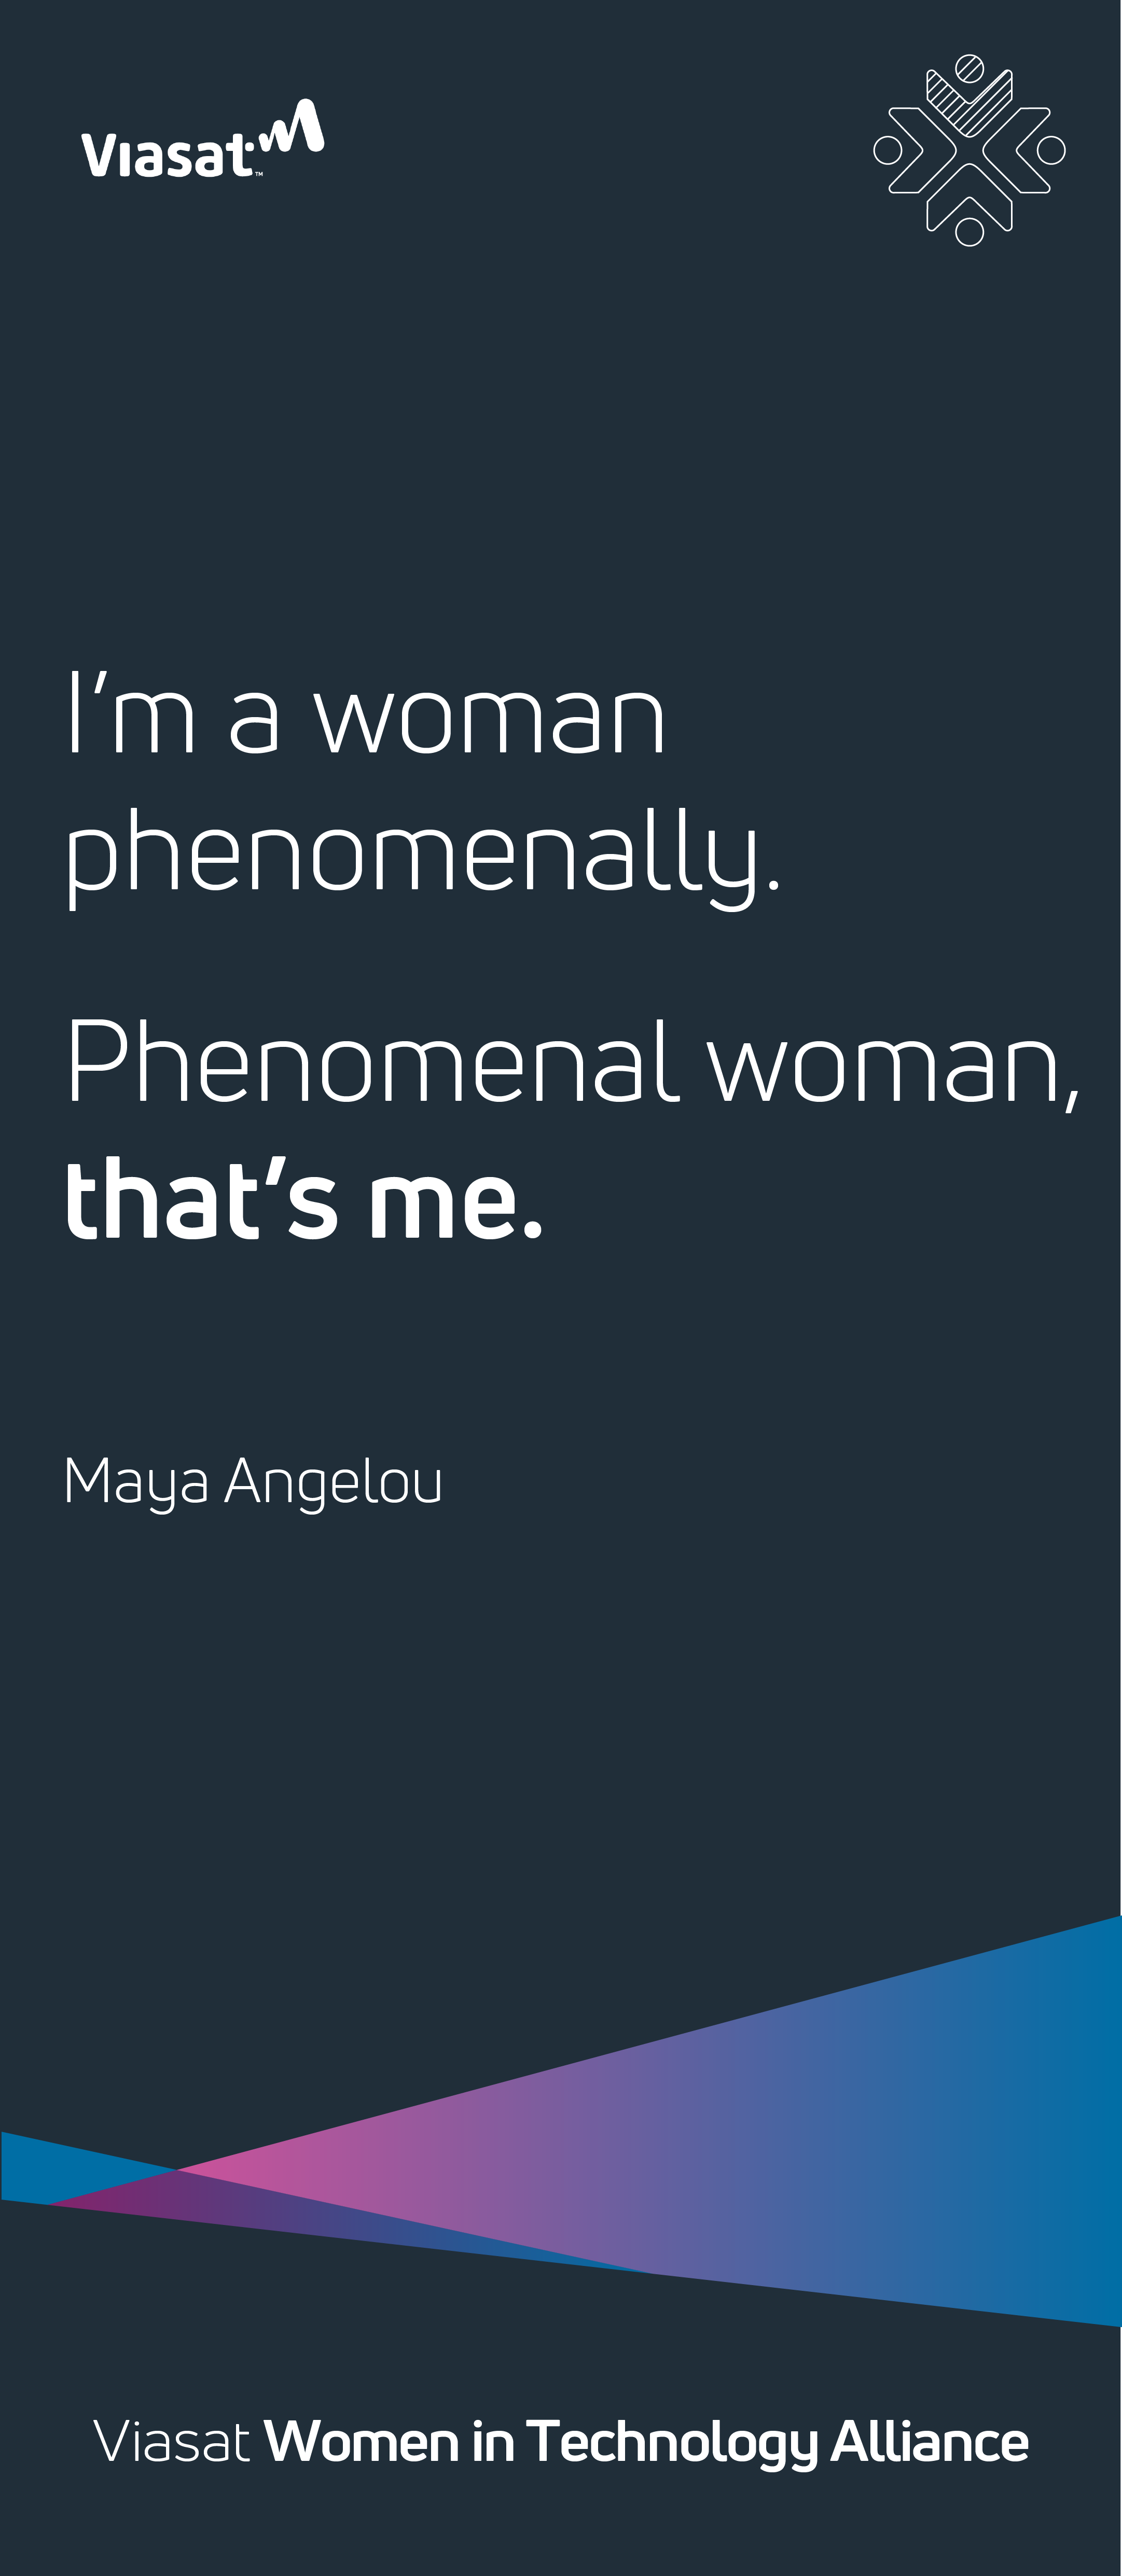 Viasat™
I’m a woman
phenomenally.
Phenomenal woman,
that’s me.
Maya Angelou
Viasat Women in Technology Alliance